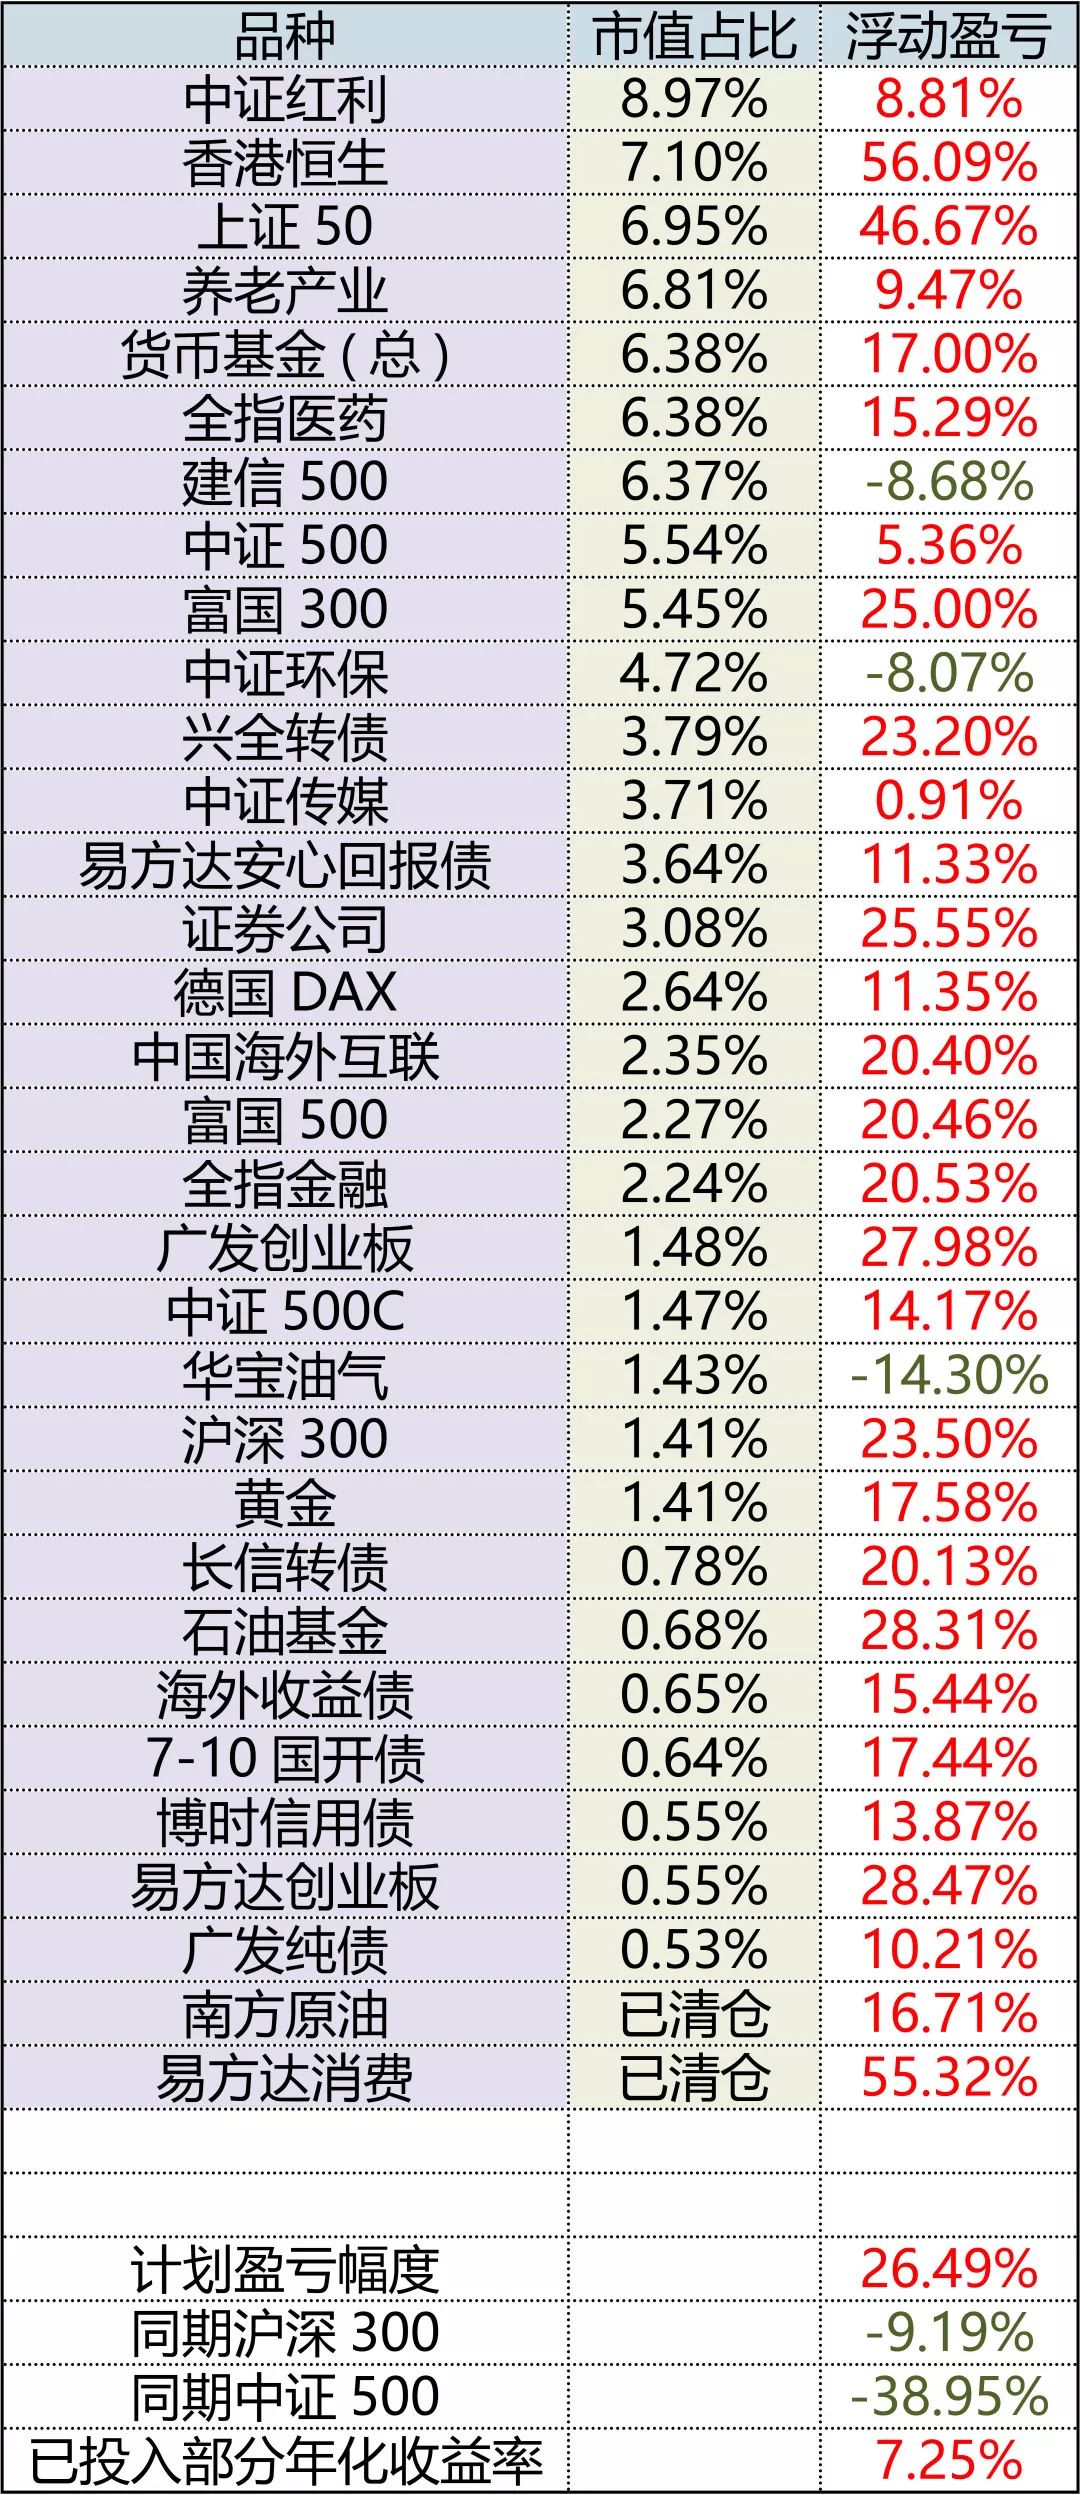 品种 市值占比 浮动盈亏
中证红利 8.97% 8.81%
香港恒生 7.10% 56.09%
上证 50 6.95% 46.67%
养老产业 6.81% 9.47%
货币基金(总) 6.38% 17.00%
全指医药 6.38% 15.29%
建信 500 6.37% -8.68%
中证 500 5.54% 5.36%
富国 300 5.45% 25.00%
中证环保 4.72% -8.07%
兴全转债 3.79% 23.20%
中证传媒 3.71% 0.91%
易方达安心回报债 3.64% 11.33%
证券公司 3.08% 25.55%
德国 DAX 2.64% 11.35%
中国海外互联 2.35% 20.40%
富国 500 2.27% 20.46%
全指金融 2.24% 20.53%
广发创业板 1.48% 27.98%
中证 500C 1.47% 14.17%
华宝油气 1.43% -14.30%
沪深 300 1.41% 23.50%
黄金 1.41% 17.58%
长信转债 0.78% 20.13%
石油基金 0.68% 28.31%
海外收益债 0.65% 15.44%
7-10 国开债 0.64% 17.44%
博时信用债 0.55% 13.87%
易方达创业板 0.55% 28.47%
广发纯债 0.53% 10.21%
南方原油 已清仓 16.71%
易方达消费 已清仓 55.32%
计划盈亏幅度 26.49%
同期沪深 300 -9.19%
同期中证 500 -38.95%
已投入部分年化收益率 7.25%